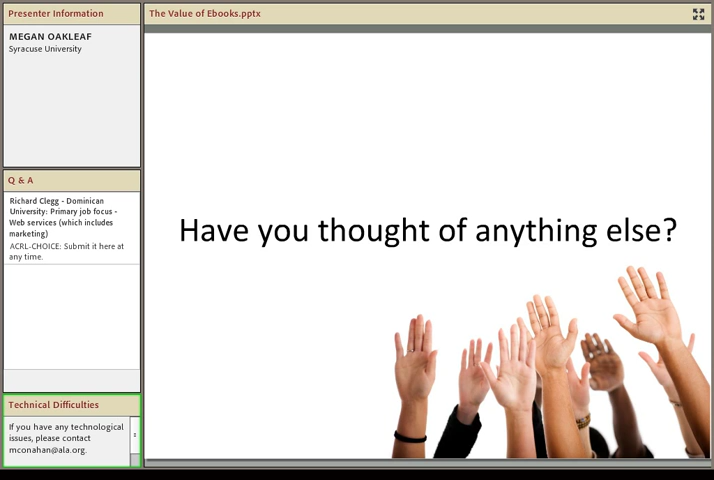 Presenter Information
MEGAN OAKLEAF
Syracuse University
Q & A
Richard Clegg - Dominican
University: Primary job focus -
Web services (which includes
marketing)
ACRL-CHOICE: Submit it here at
any time.
Technical Difficulties
If you have any technological
issues, please contact
mconahan@ala.org.
The Value of Ebooks.pptx
Have you thought of anything else?